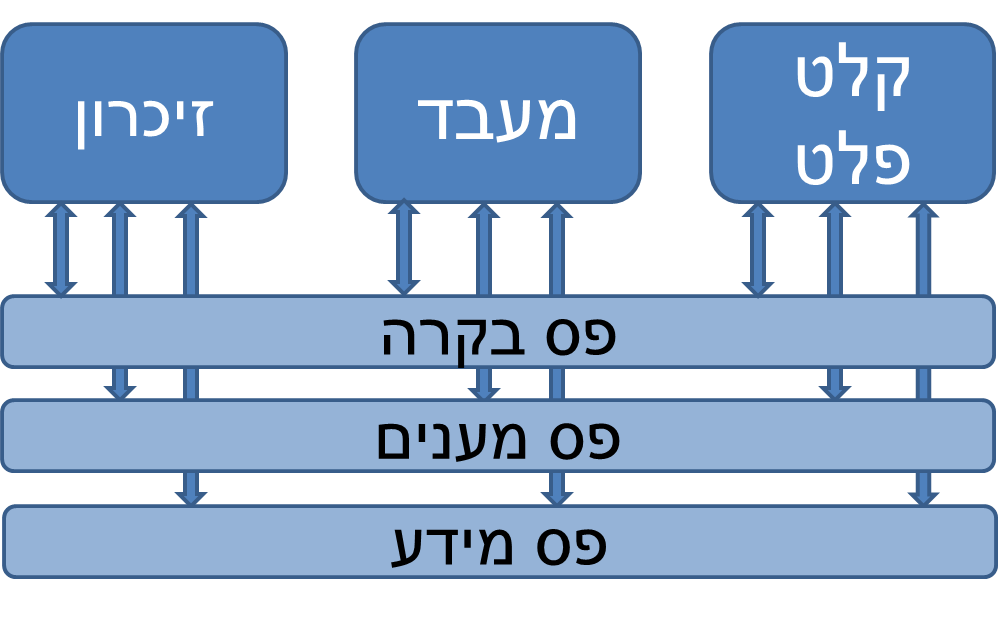 קלט
פלט
מעבד
זיכרון
פס בקרה
פס מענים
פס מידע